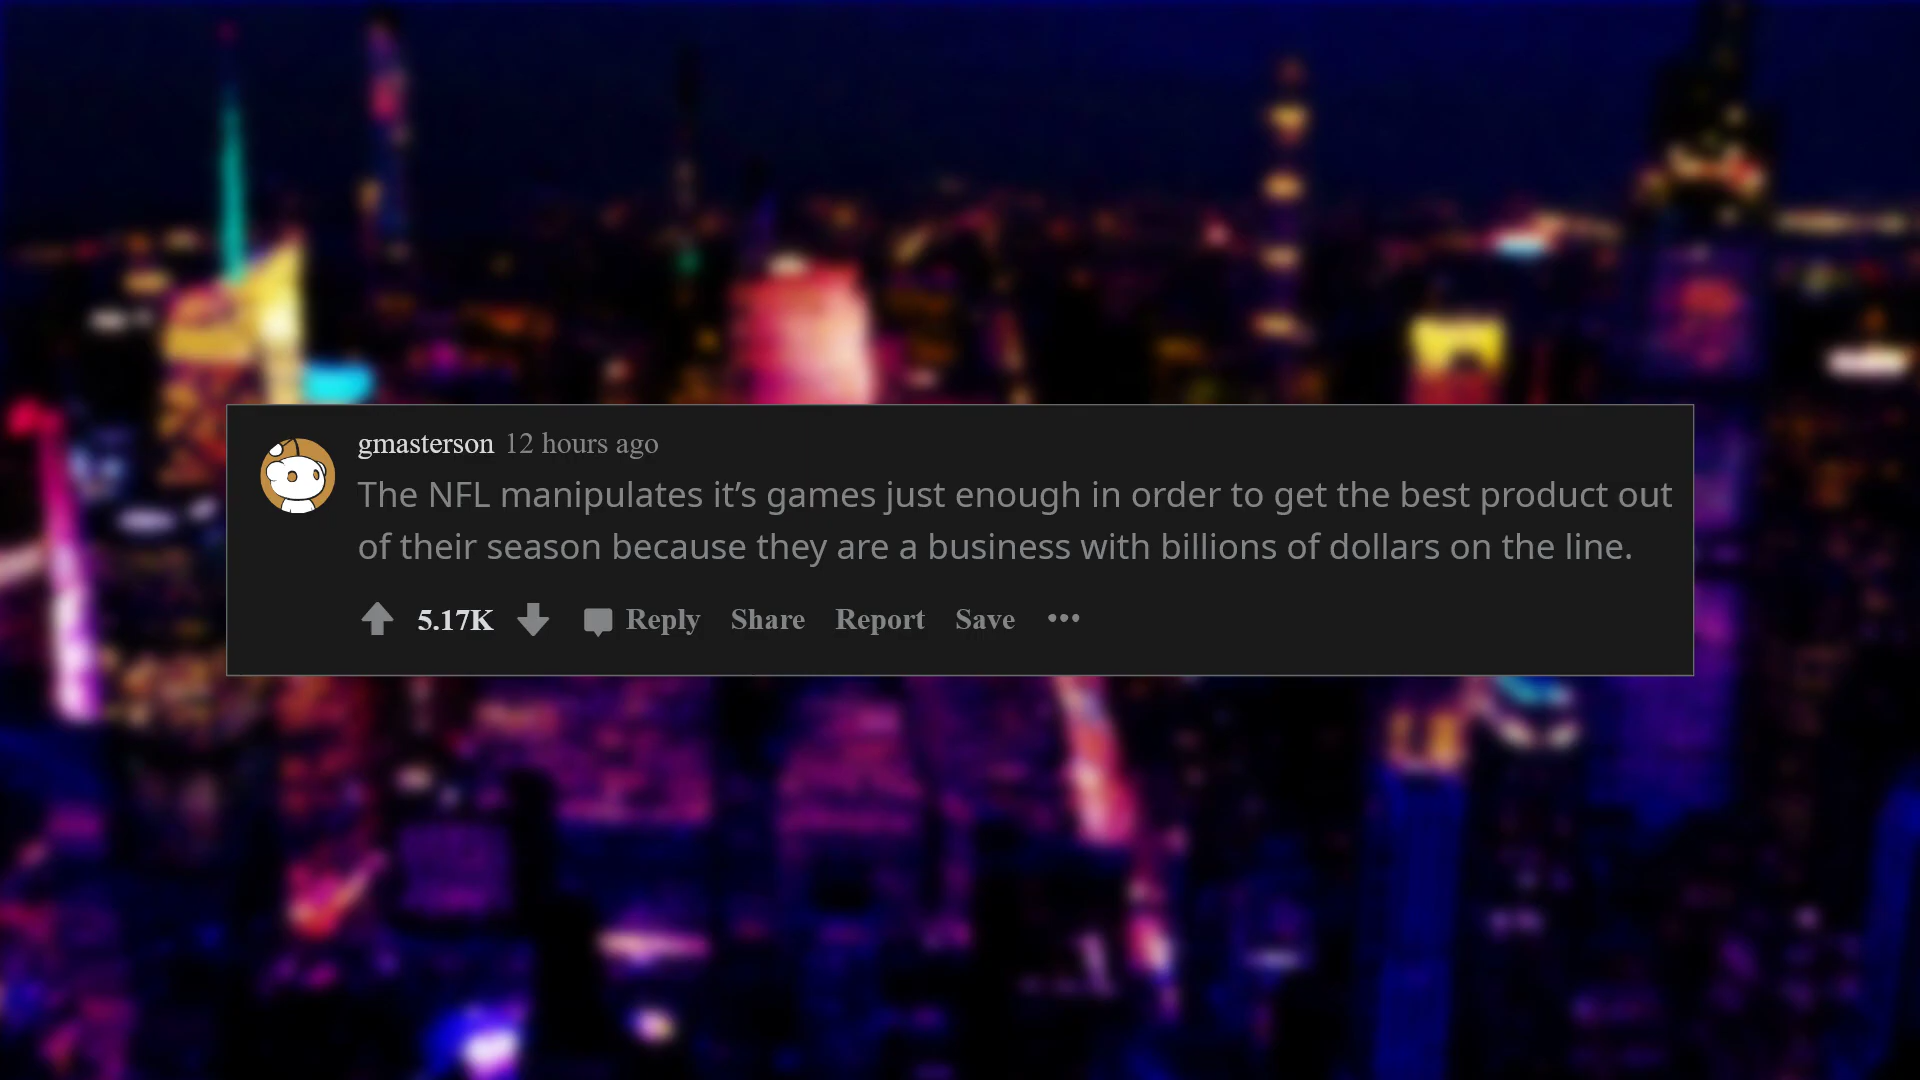 gmasterson 12 hours ago
The NFL manipulates it’s games just enough in order to get the best product out
of their season because they are a business with billions of dollars on the line.
5.17K Reply Share Report Save •••